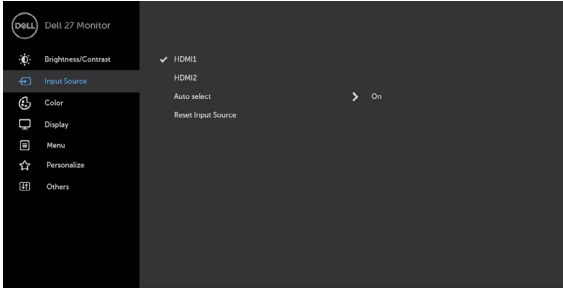 DELL Dell 27 Monitor
Brightness/Contrast
Input Source
Color
Display
Menu
Personalize
Others
HDMI1
HDMI2
Auto select On
Reset Input Source